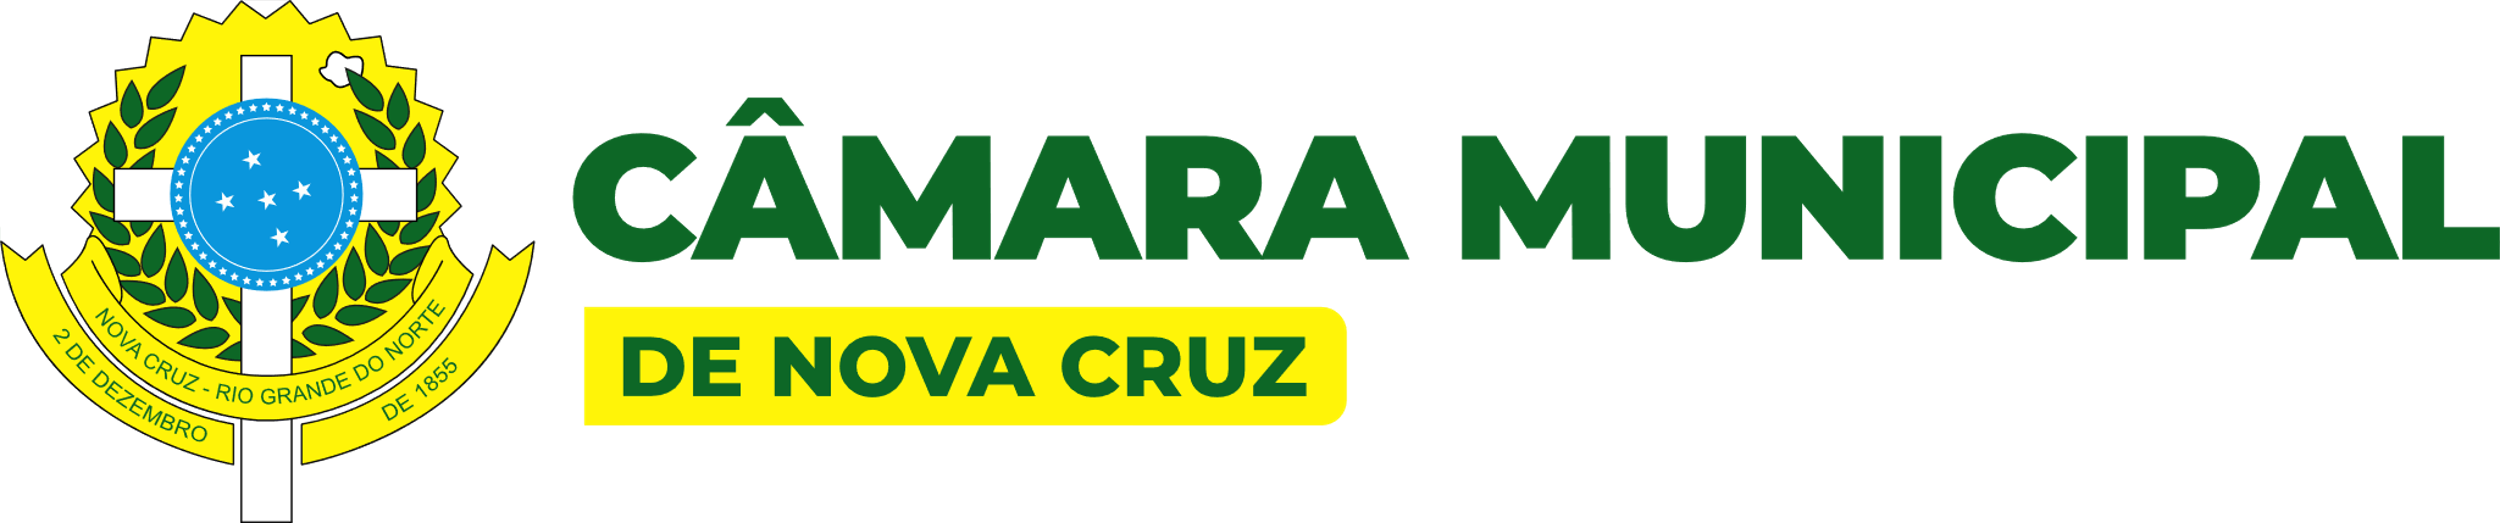 CÂMARA MUNICIPAL
DE NOVA CRUZ
NOVA CRUZ - RIO GRANDE DO NORTE
2 DE DEZEMBRO
DE 1855